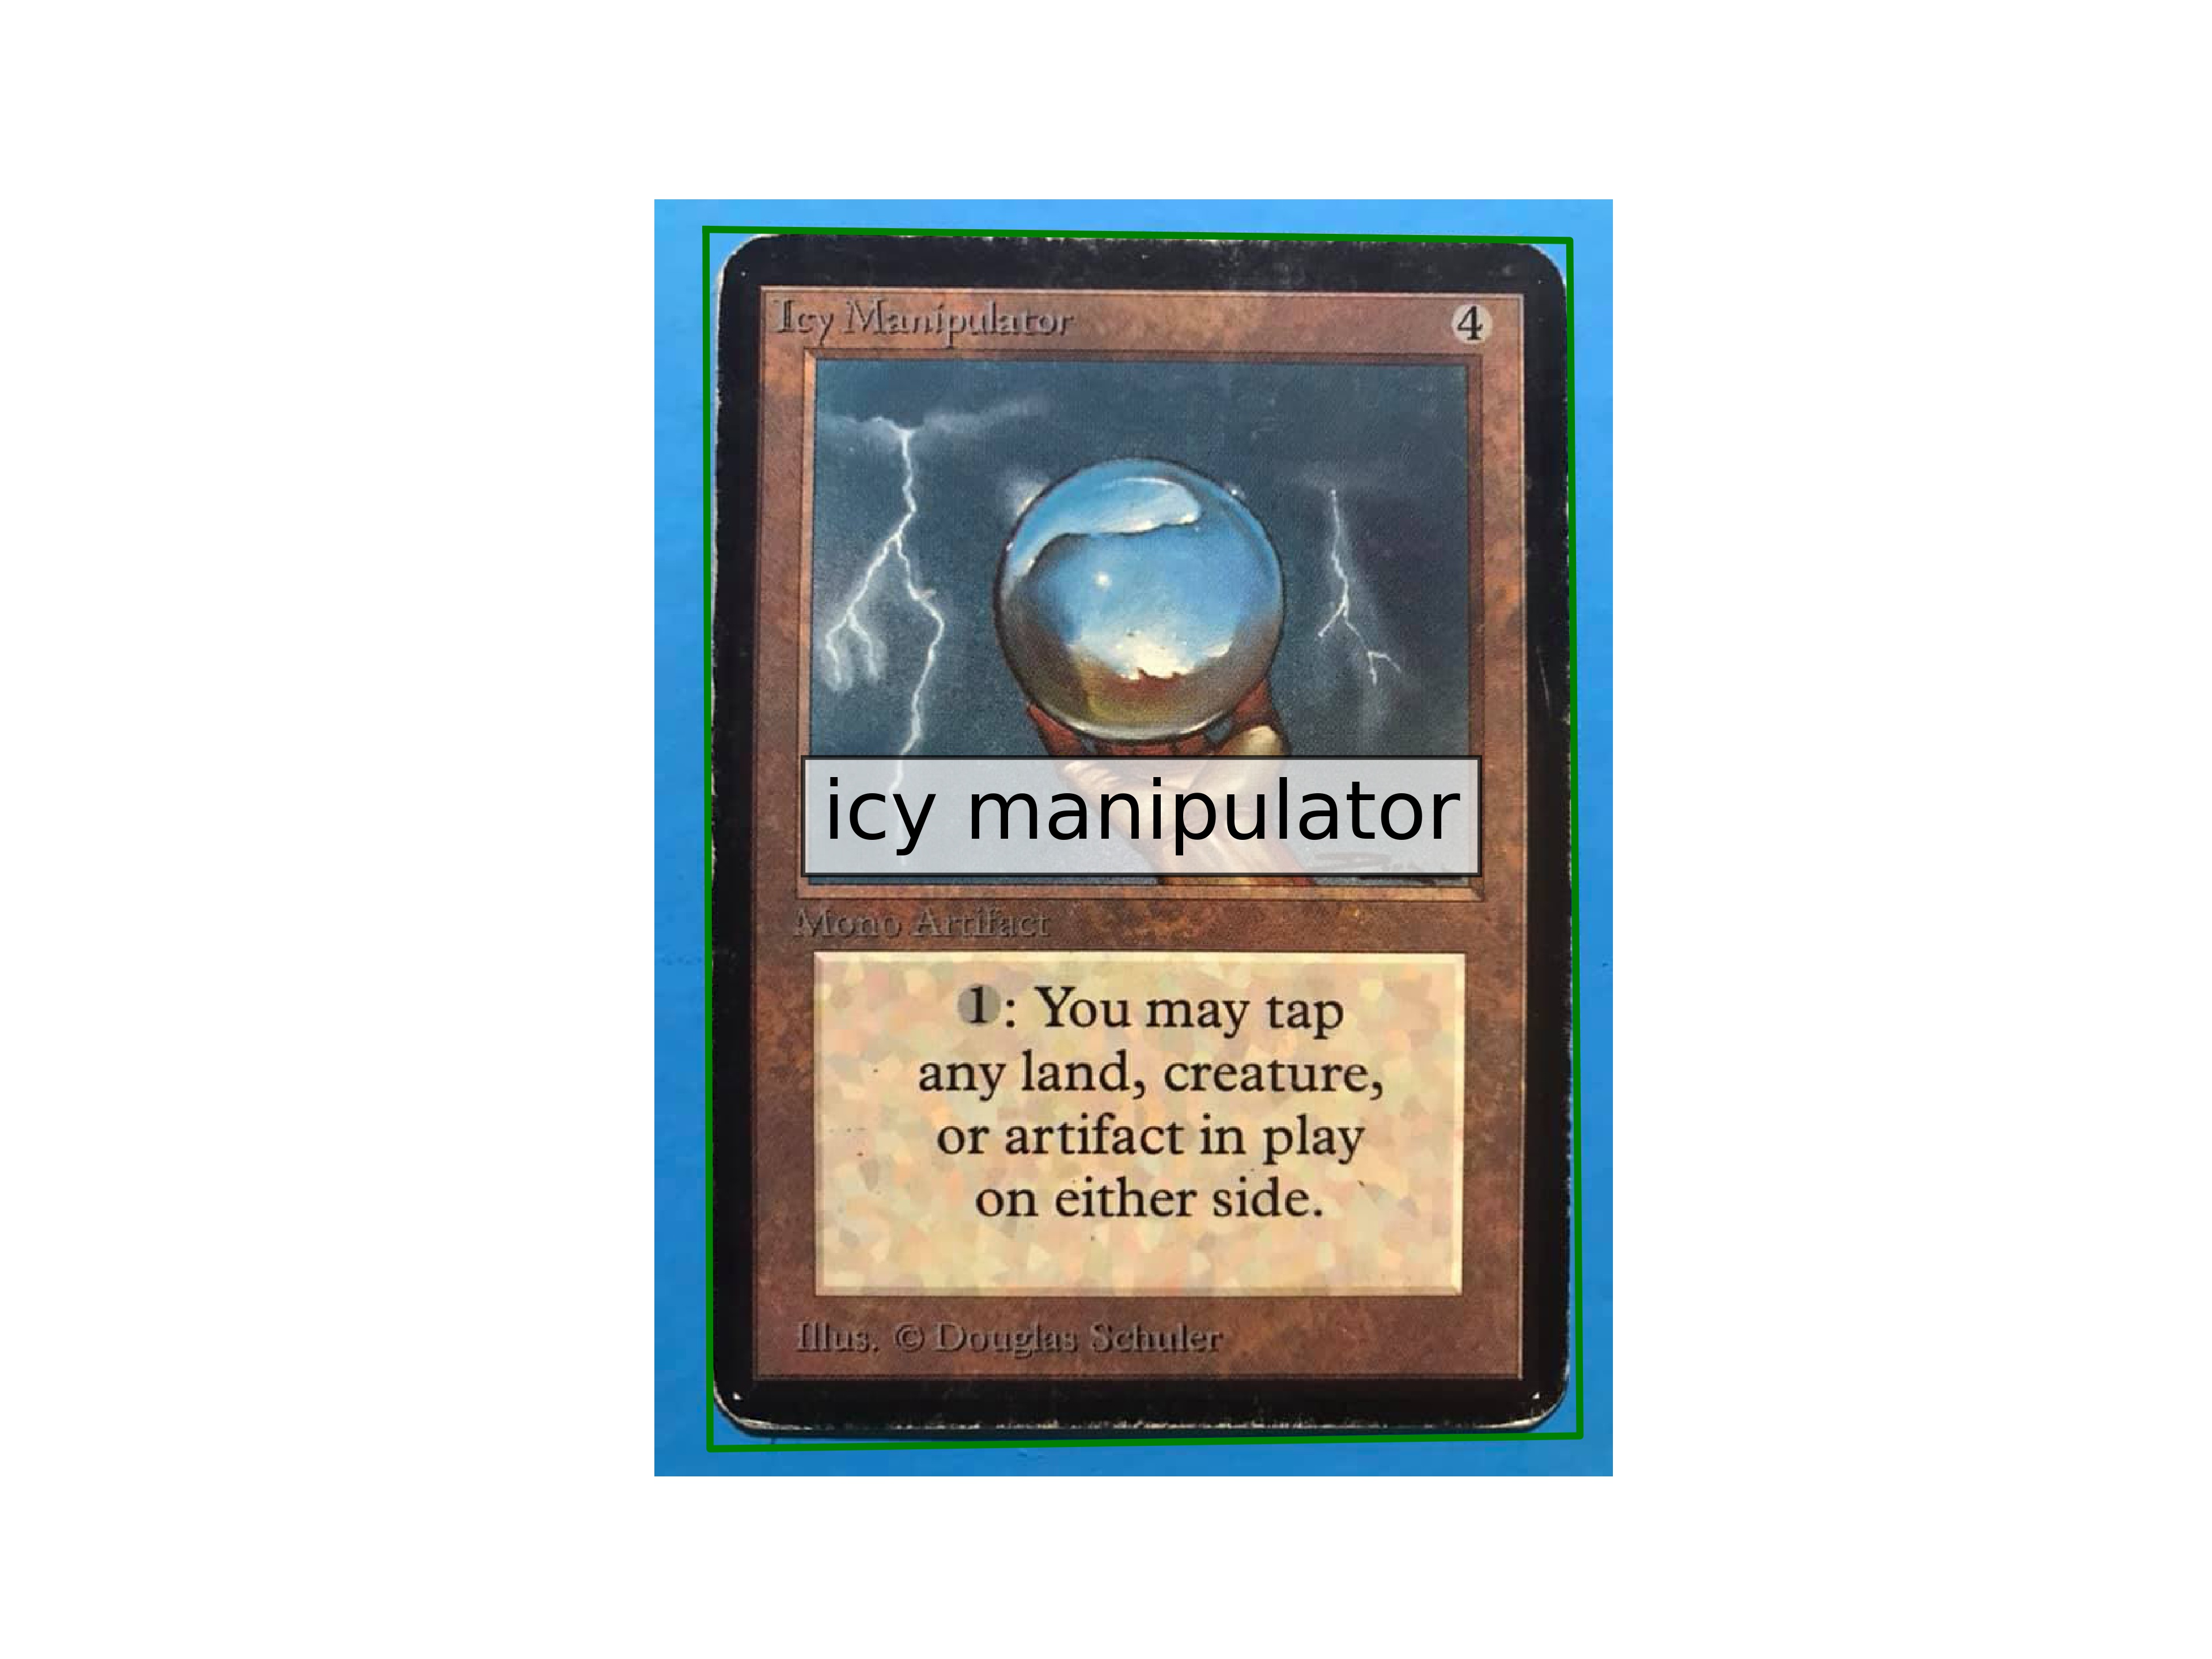 Icy Manipulator 4
icy manipulator
Mono Artifact
1: You may tap
any land, creature,
or artifact in play
on either side.
Illus. © Douglas Schuler